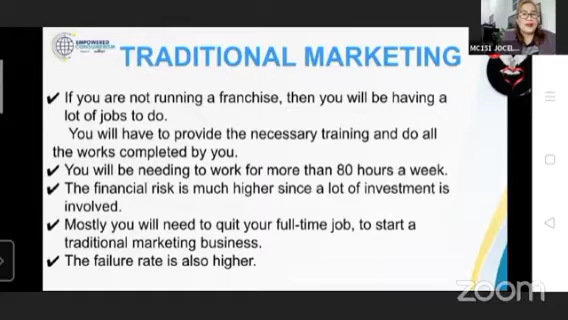 EMPOWERED
CONSUMERISM
MC151 JOCEL...
TRADITIONAL MARKETING
✔ If you are not running a franchise, then you will be having a
lot of jobs to do.
You will have to provide the necessary training and do all
the works completed by you.
✔ You will be needing to work for more than 80 hours a week.
✔ The financial risk is much higher since a lot of investment is
involved.
✔ Mostly you will need to quit your full-time job, to start a
traditional marketing business.
✔ The failure rate is also higher.
zoom